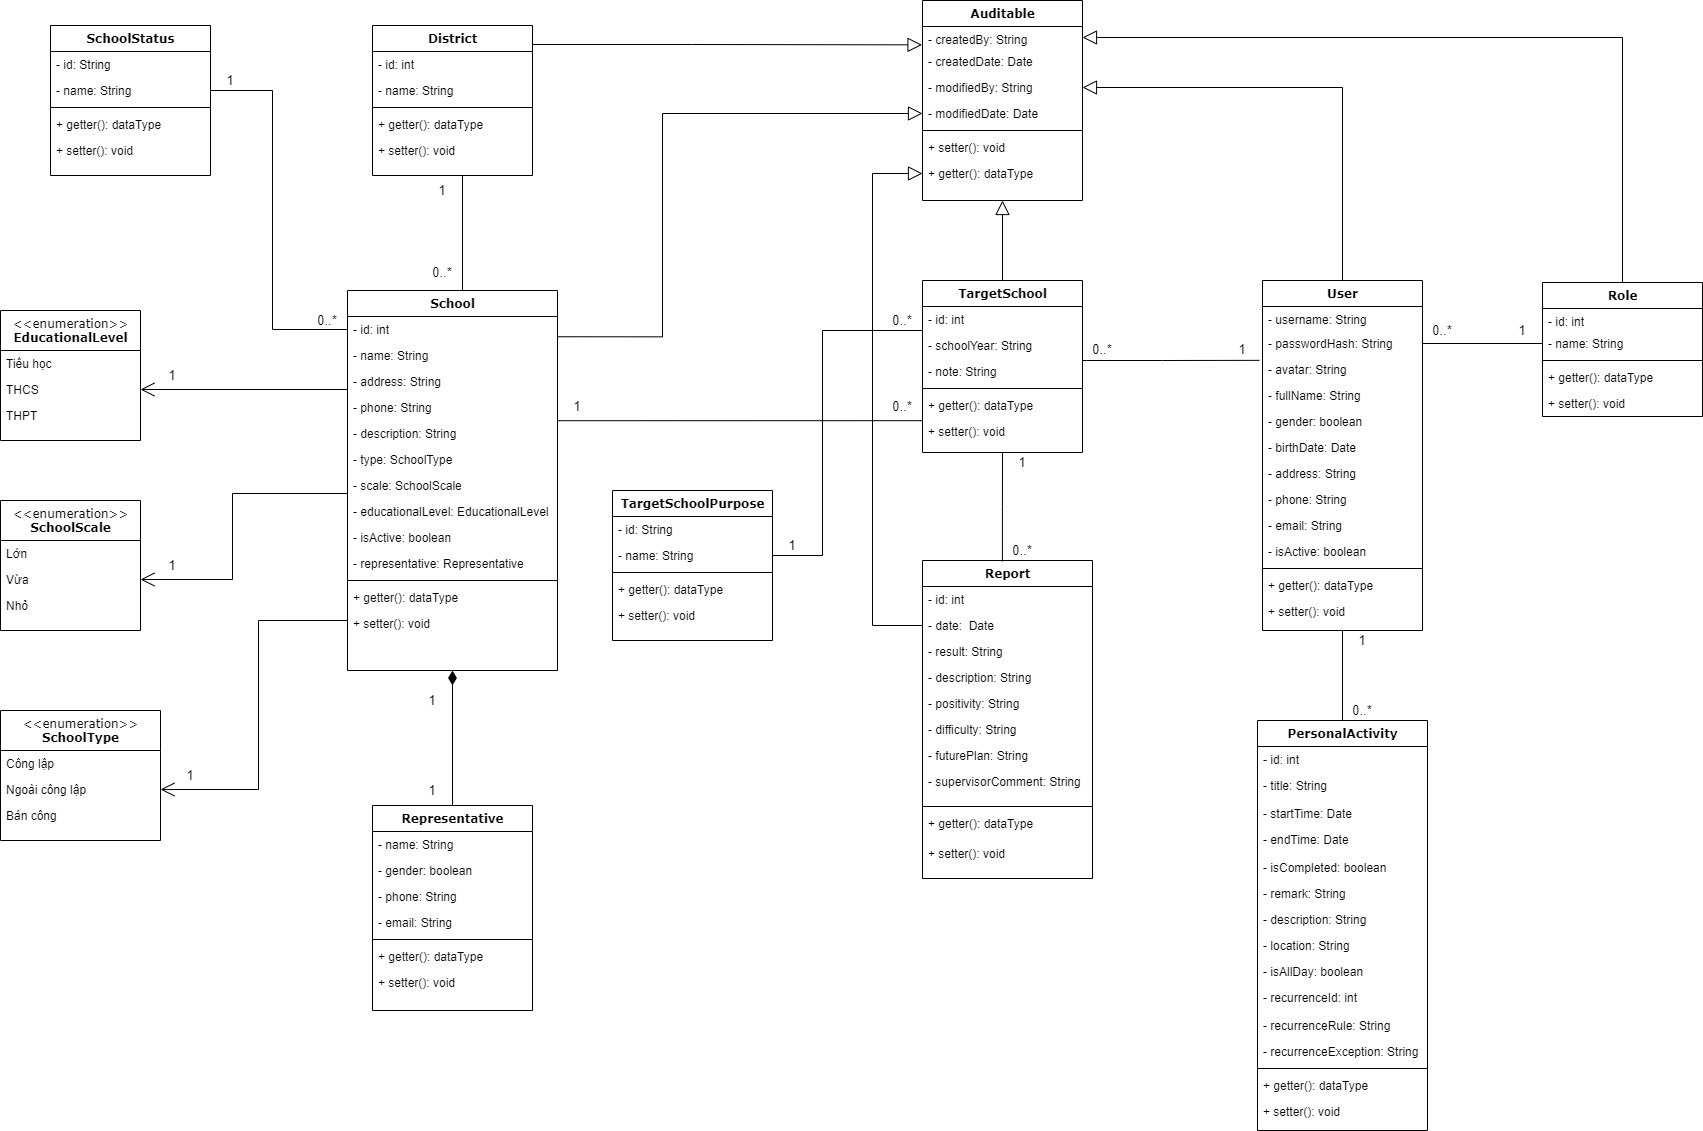 SchoolStatus
- id: String
- name: String
+ getter(): dataType
+ setter(): void
1
District
- id: int
- name: String
+ getter(): dataType
+ setter(): void
1
0..*
Auditable
- createdBy: String
- createdDate: Date
- modifiedBy: String
- modifiedDate: Date
+ setter(): void
+ getter(): dataType
<<enumeration>>
EducationalLevel
Tiểu học
THCS
THPT
1
0..*
School
- id: int
- name: String
- address: String
- phone: String
- description: String
- type: SchoolType
- scale: SchoolScale
- educationalLevel: EducationalLevel
- isActive: boolean
- representative: Representative
+ getter(): dataType
+ setter(): void
1
0..*
0..*
TargetSchool
- id: int
- schoolYear: String
- note: String
+ getter(): dataType
+ setter(): void
0..*
1
1
0..*
User
- username: String
- passwordHash: String
- avatar: String
- fullName: String
- gender: boolean
- birthDate: Date
- address: String
- phone: String
- email: String
- isActive: boolean
+ getter(): dataType
+ setter(): void
0..*
1
1
0..*
Role
- id: int
- name: String
+ getter(): dataType
+ setter(): void
<<enumeration>>
SchoolScale
Lớn
Vừa
Nhỏ
1
TargetSchoolPurpose
- id: String
- name: String
+ getter(): dataType
+ setter(): void
1
Report
- id: int
- date:  Date
- result: String
- description: String
- positivity: String
- difficulty: String
- futurePlan: String
- supervisorComment: String
+ getter(): dataType
+ setter(): void
<<enumeration>>
SchoolType
Công lập
Ngoài công lập
Bán công
1
1
1
Representative
- name: String
- gender: boolean
- phone: String
- email: String
+ getter(): dataType
+ setter(): void
PersonalActivity
- id: int
- title: String
- startTime: Date
- endTime: Date
- isCompleted: boolean
- remark: String
- description: String
- location: String
- isAllDay: boolean
- recurrenceId: int
- recurrenceRule: String
- recurrenceException: String
+ getter(): dataType
+ setter(): void